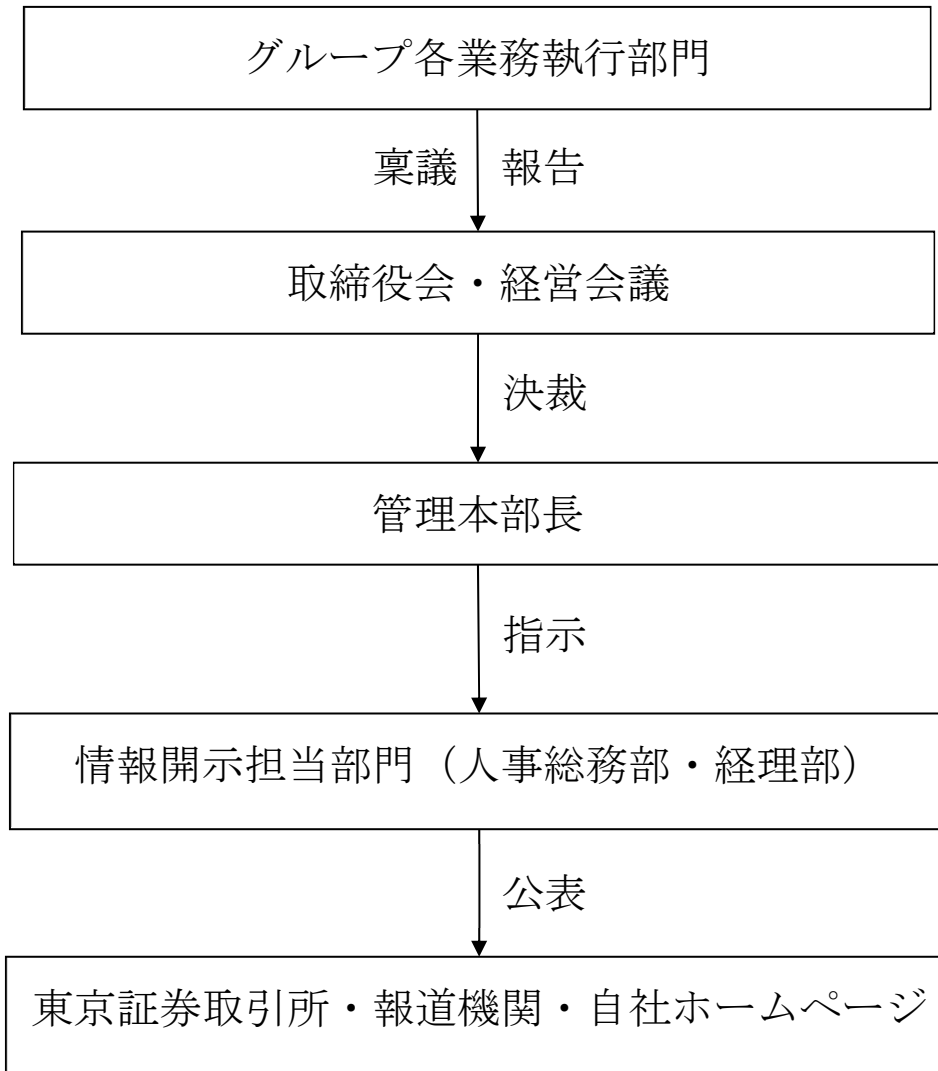 グループ各業務執行部門
稟議 報告
取締役会・経営会議
決裁
管理本部長
指示
情報開示担当部門（人事総務部・経理部）
公表
東京証券取引所・報道機関・自社ホームページ